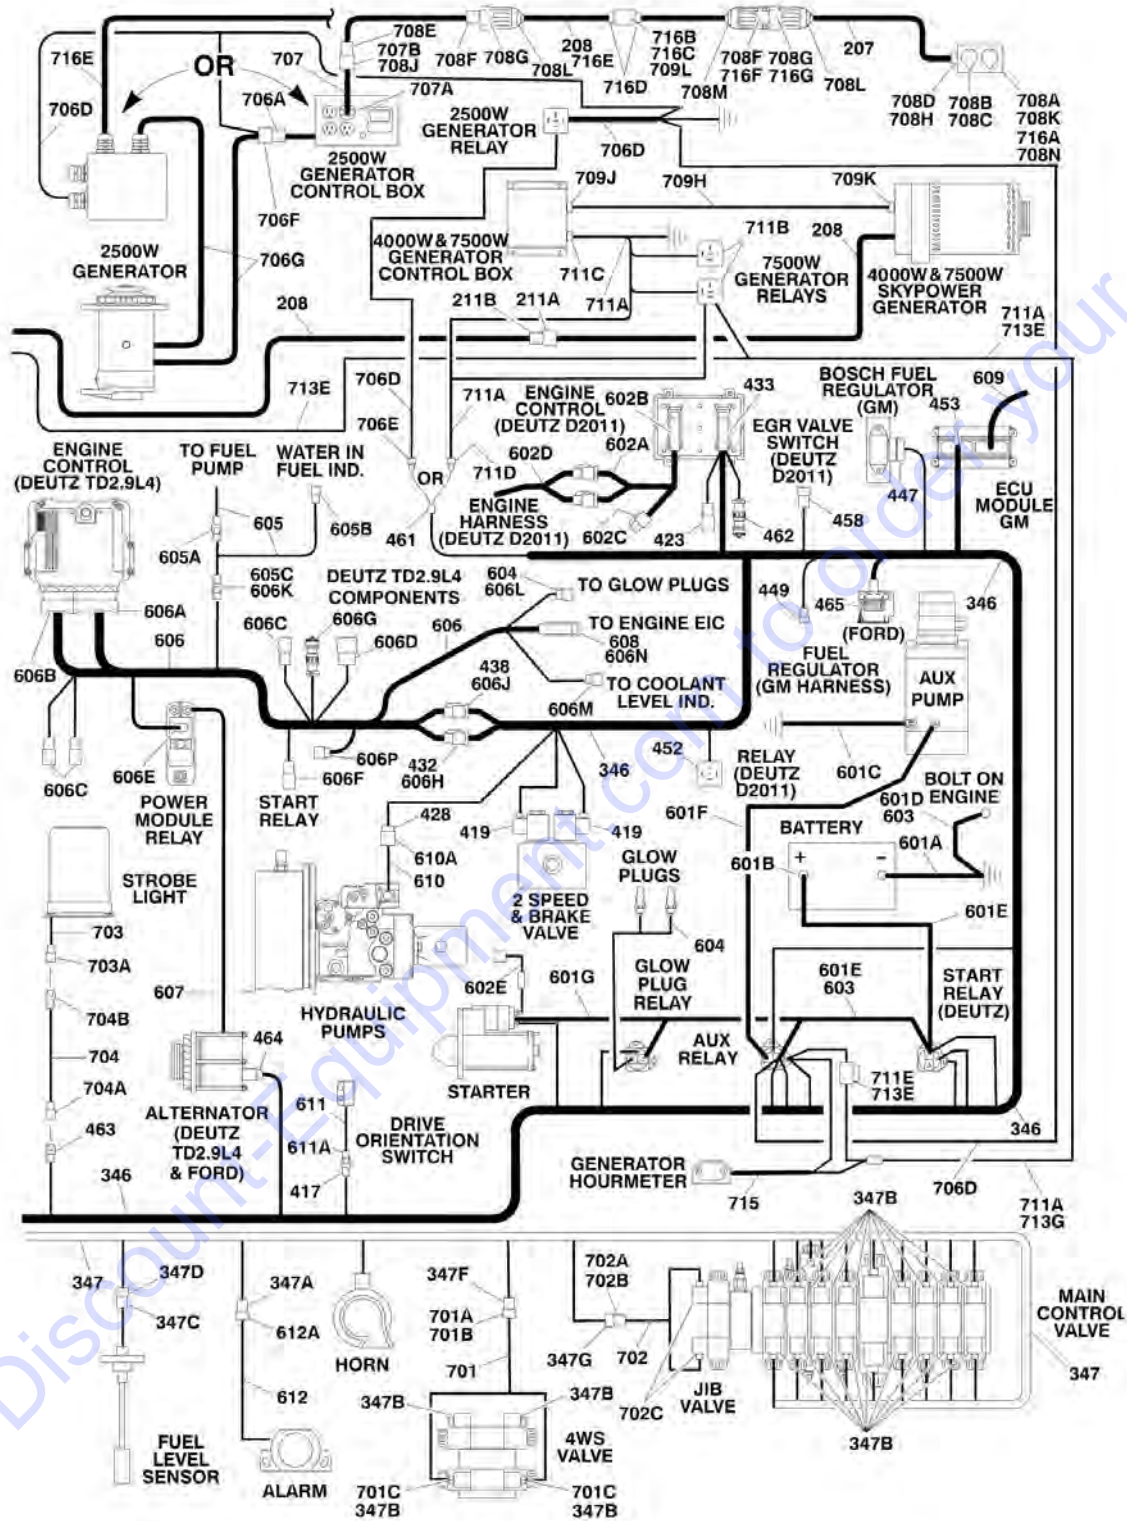 716E
706D
OR
707
706A
708E
707B
708J
707A
2500W
GENERATOR
CONTROL BOX
706F
708F
708G
708L
208
716E
716D
716B
716C
709L
708M
708F
716F
708G
716G
708L
207
708D
708H
708B
708C
708A
708K
716A
708N
2500W
GENERATOR
RELAY
706D
709J
709H
709K
2500W
GENERATOR
706G
4000W & 7500W
GENERATOR
CONTROL BOX
711C
711A
711B
7500W
GENERATOR
RELAYS
208
4000W & 7500W
SKYPOWER
GENERATOR
208
211B
211A
711A
713E
713E
706D
706E
711A
711D
OR
461
ENGINE
CONTROL
(DEUTZ D2011)
602B
602A
602D
433
ENGINE
HARNESS
(DEUTZ D2011)
602C
423
462
EGR VALVE
SWITCH
(DEUTZ
D2011)
458
BOSCH FUEL
REGULATOR
(GM)
447
453
609
ECU
MODULE
GM
ENGINE
CONTROL
(DEUTZ TD2.9L4)
TO FUEL
PUMP
WATER IN
FUEL IND.
605
605A
605B
605C
606K
606A
606B
606
DEUTZ TD2.9L4
COMPONENTS
606C
606G
606D
606
604
606L
TO GLOW PLUGS
TO ENGINE EIC
608
606N
TO COOLANT
LEVEL IND.
606M
438
606J
449
465
(FORD)
FUEL
REGULATOR
(GM HARNESS)
346
AUX
PUMP
606C
606E
POWER
MODULE
RELAY
606F
START
RELAY
606P
432
606H
346
452
RELAY
(DEUTZ
D2011)
601C
BOLT ON
ENGINE
601D
603
601F
BATTERY
601A
601B
+
-
601E
428
610A
610
419
419
2 SPEED
& BRAKE
VALVE
GLOW
PLUGS
604
STROBE
LIGHT
703
703A
704B
704
704A
463
607
HYDRAULIC
PUMPS
602E
601G
GLOW
PLUG
RELAY
601E
603
START
RELAY
(DEUTZ)
AUX
RELAY
STARTER
464
ALTERNATOR
(DEUTZ
TD2.9L4
& FORD)
611
DRIVE
ORIENTATION
SWITCH
611A
417
711E
713E
346
346
GENERATOR
HOURMETER
715
706D
711A
713G
347
347D
347C
FUEL
LEVEL
SENSOR
347A
612A
612
ALARM
HORN
347F
701A
701B
701
347B
347B
4WS
VALVE
701C
347B
701C
347B
702A
702B
347G
702
702C
JIB
VALVE
347B
347B
MAIN
CONTROL
VALVE
347
Discount-Equipment.com to order your